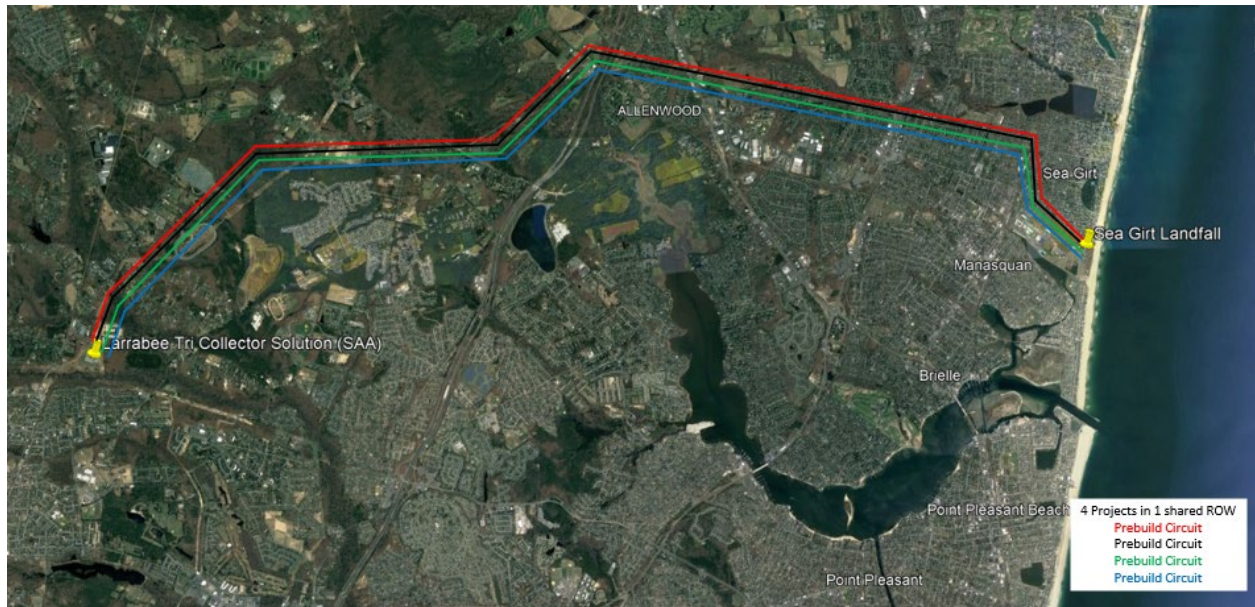 ALLENWOOD
Sea Girt
Sea Girt Landfall
Manasquan
Larrabee Tri Collector Solution (SAA)
Brielle
Point Pleasant Beach
Point Pleasant
4 Projects in 1 shared ROW
Prebuild Circuit
Prebuild Circuit
Prebuild Circuit
Prebuild Circuit